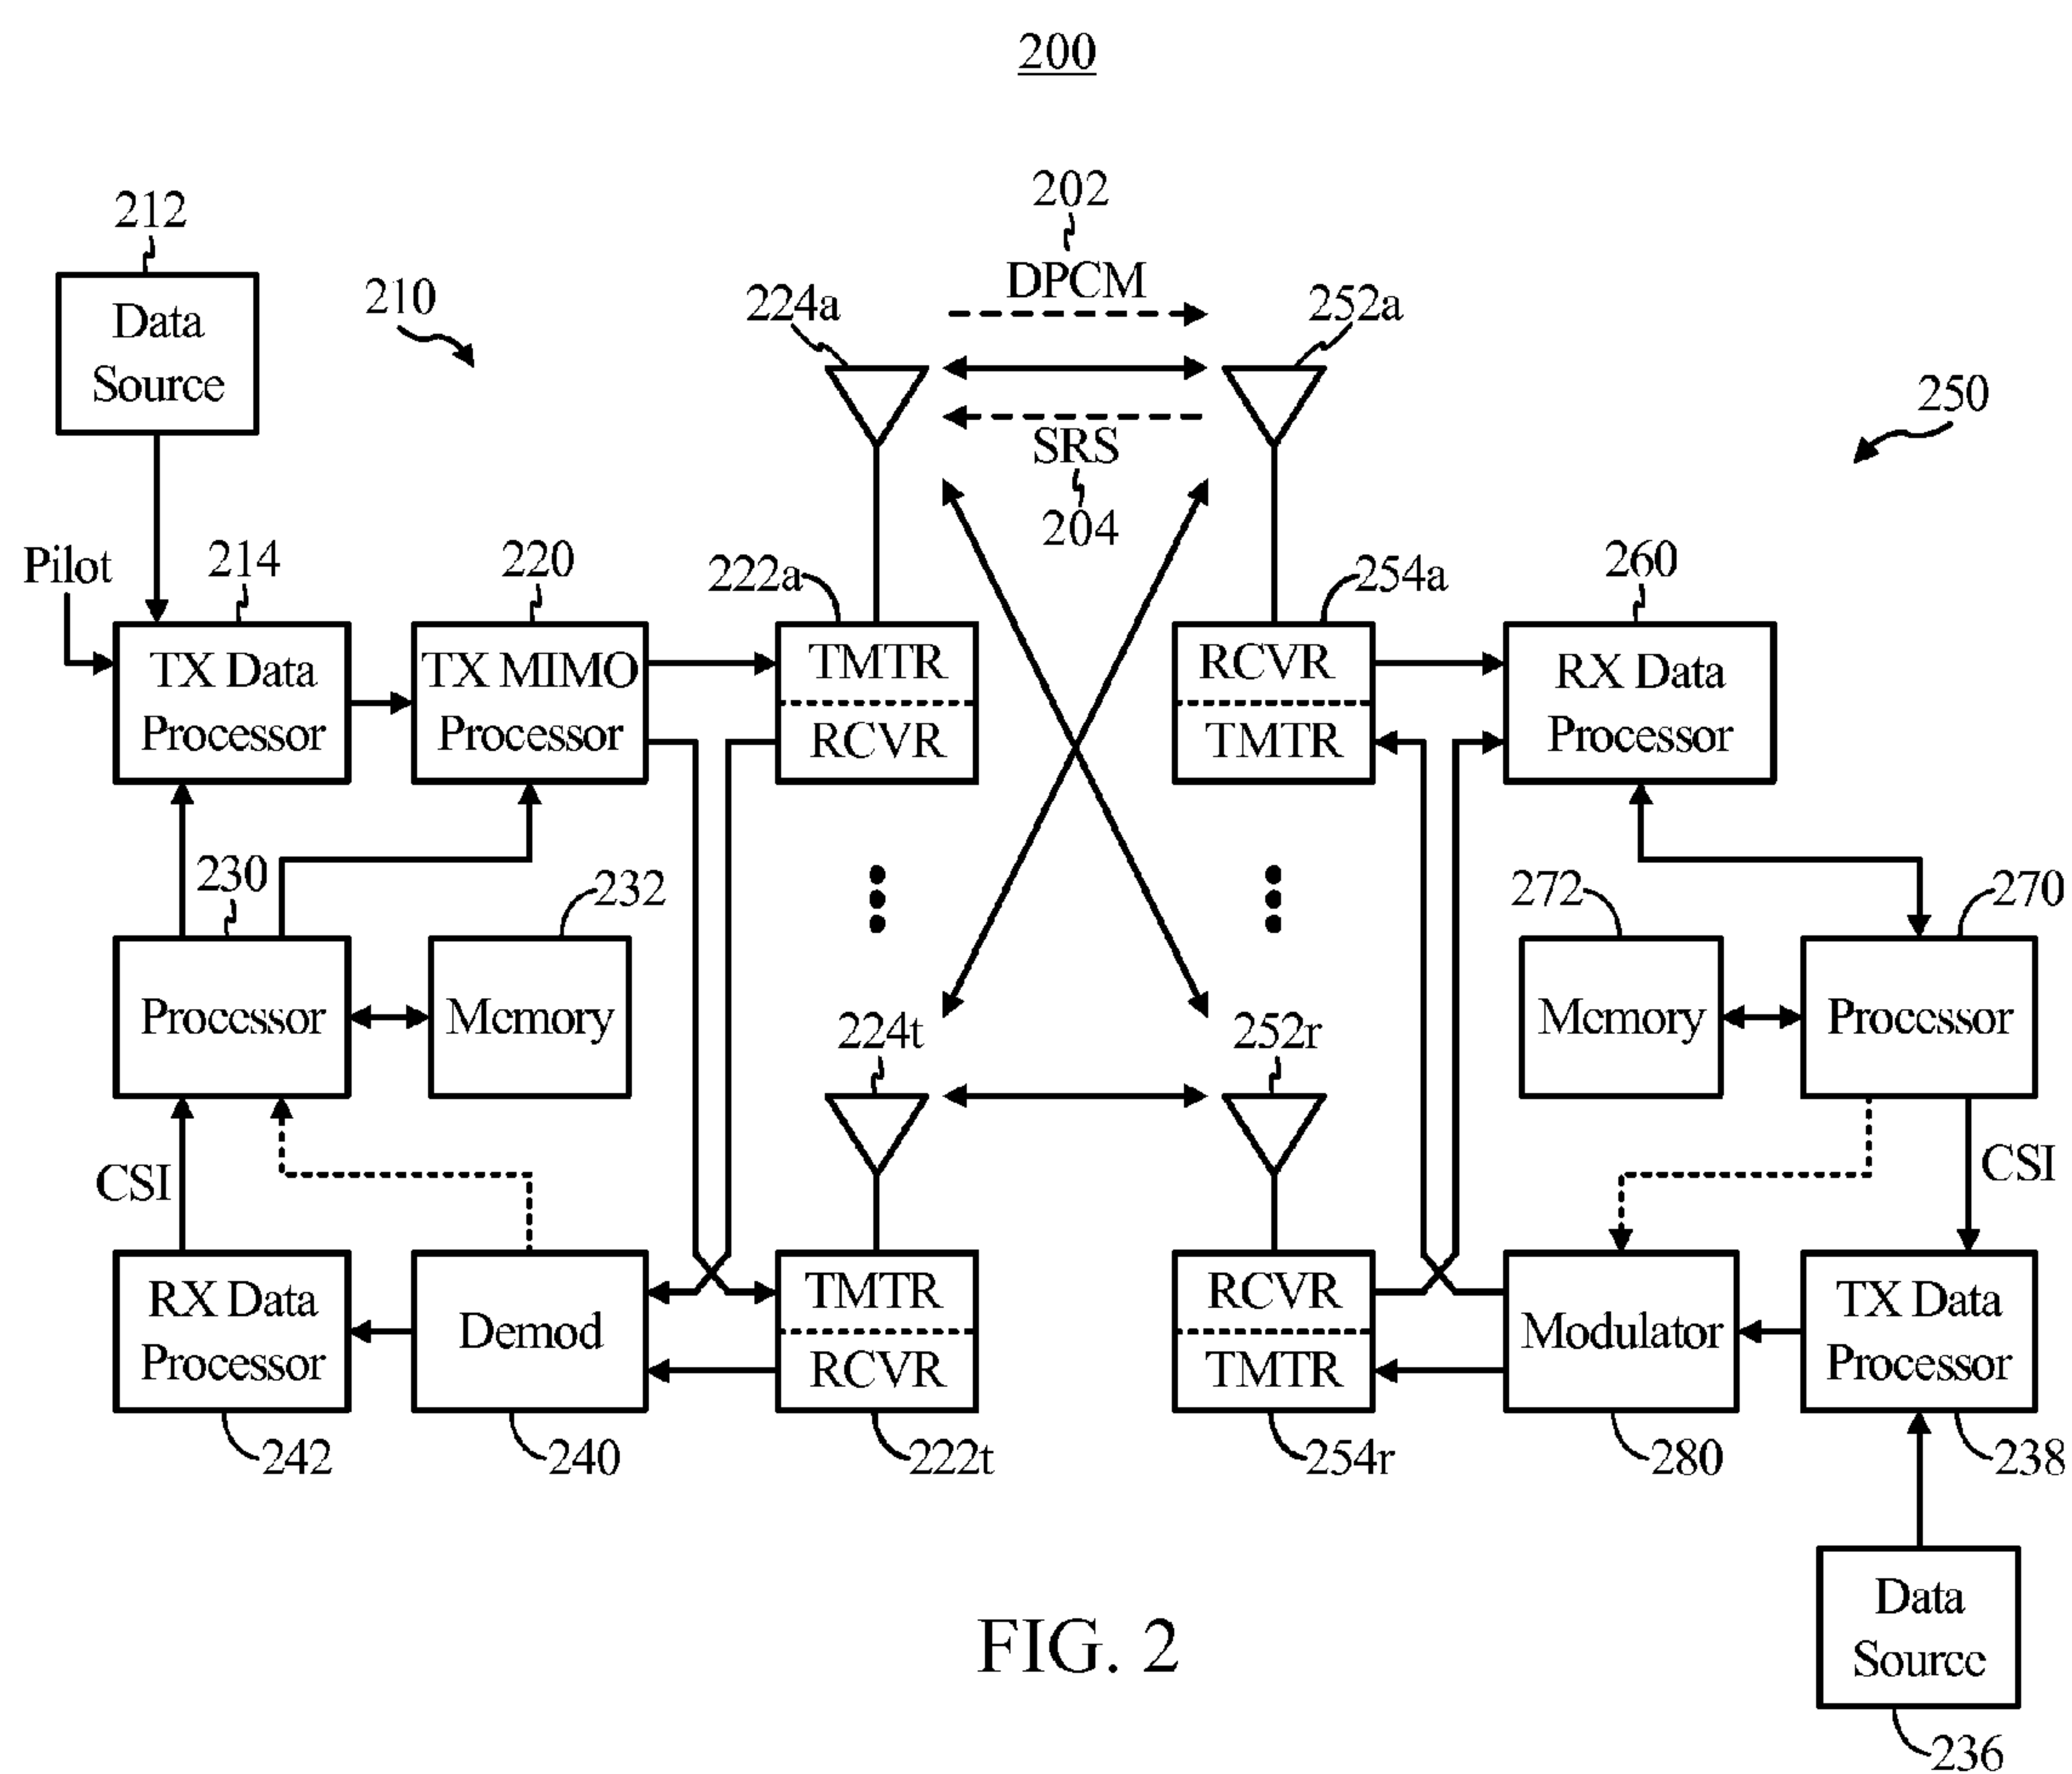 200
202
212
DPCM
210
224a
252a
Data
Source
250
SRS
204
Pilot
214
220
222a
254a
260
TX Data
Processor
TX MIMO
Processor
TMTR
RCVR
RCVR
TMTR
RX Data
Processor
230
232
272
270
Processor
Memory
Memory
Processor
224t
252r
CSI
CSI
RX Data
Processor
Demod
TMTR
RCVR
RCVR
TMTR
Modulator
TX Data
Processor
242
240
222t
254r
280
238
Data
Source
FIG. 2
236